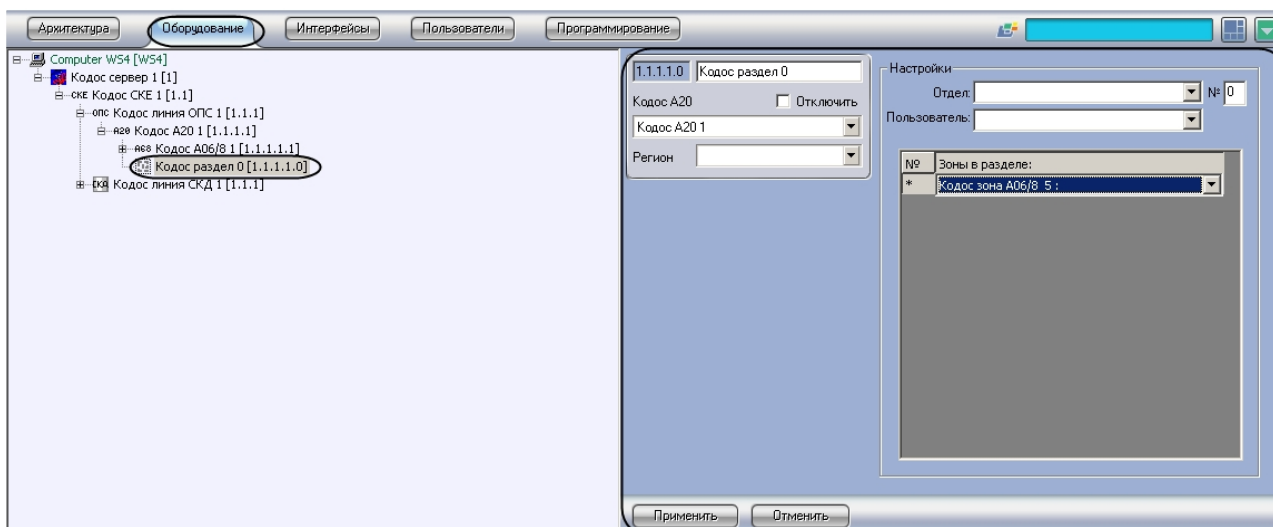 Архитектура Оборудование Интерфейсы Пользователи Программирование
Computer WS4 [WS4]
Кодос сервер 1 [1]
СКЕ Кодос СКЕ 1 [1.1]
ОПС Кодос линия ОПС 1 [1.1.1]
А20 Кодос А20 1 [1.1.1.1]
Кодос А06/8 1 [1.1.1.1.1]
Кодос раздел 0 [1.1.1.1.0]
СКД Кодос линия СКД 1 [1.1.1]
1.1.1.1.0 Кодос раздел 0
Кодос А20 Отключить
Кодос А20 1
Регион
Настройки
Отдел: № 0
Пользователь:
№ Зоны в разделе:
* Кодос зона А06/8 5 :
Применить Отменить